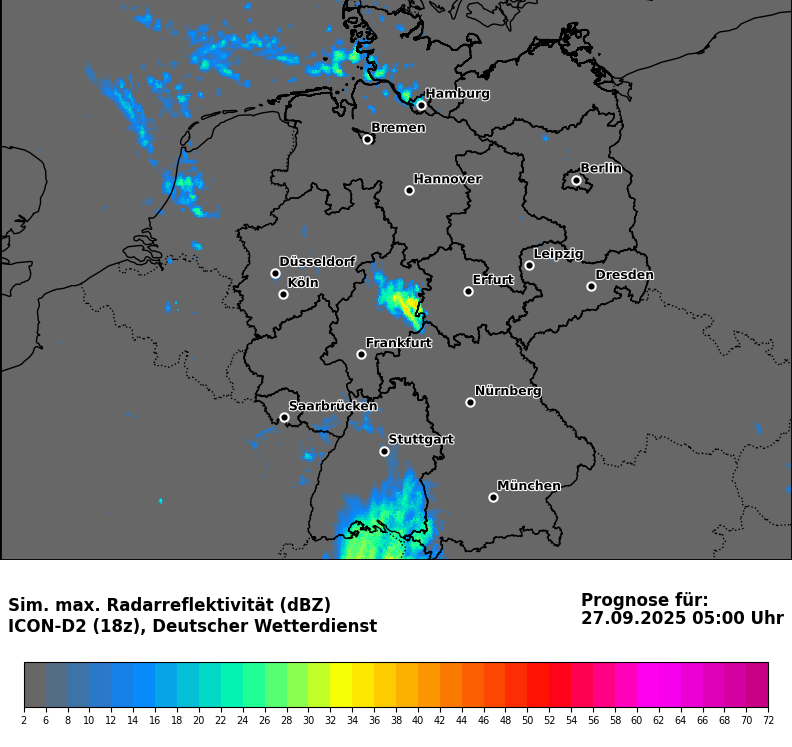 Hamburg
Bremen
Berlin
Hannover
Leipzig
Düsseldorf
Dresden
Köln
Erfurt
Frankfurt
Nürnberg
Saarbrücken
Stuttgart
München
Sim. max. Radarreflektivität (dBZ)
ICON-D2 (18z), Deutscher Wetterdienst
Prognose für:
27.09.2025 05:00 Uhr
2 6 8 10 12 14 16 18 20 22 24 26 28 30 32 34 36 38 40 42 44 46 48 50 52 54 56 58 60 62 64 66 68 70 72